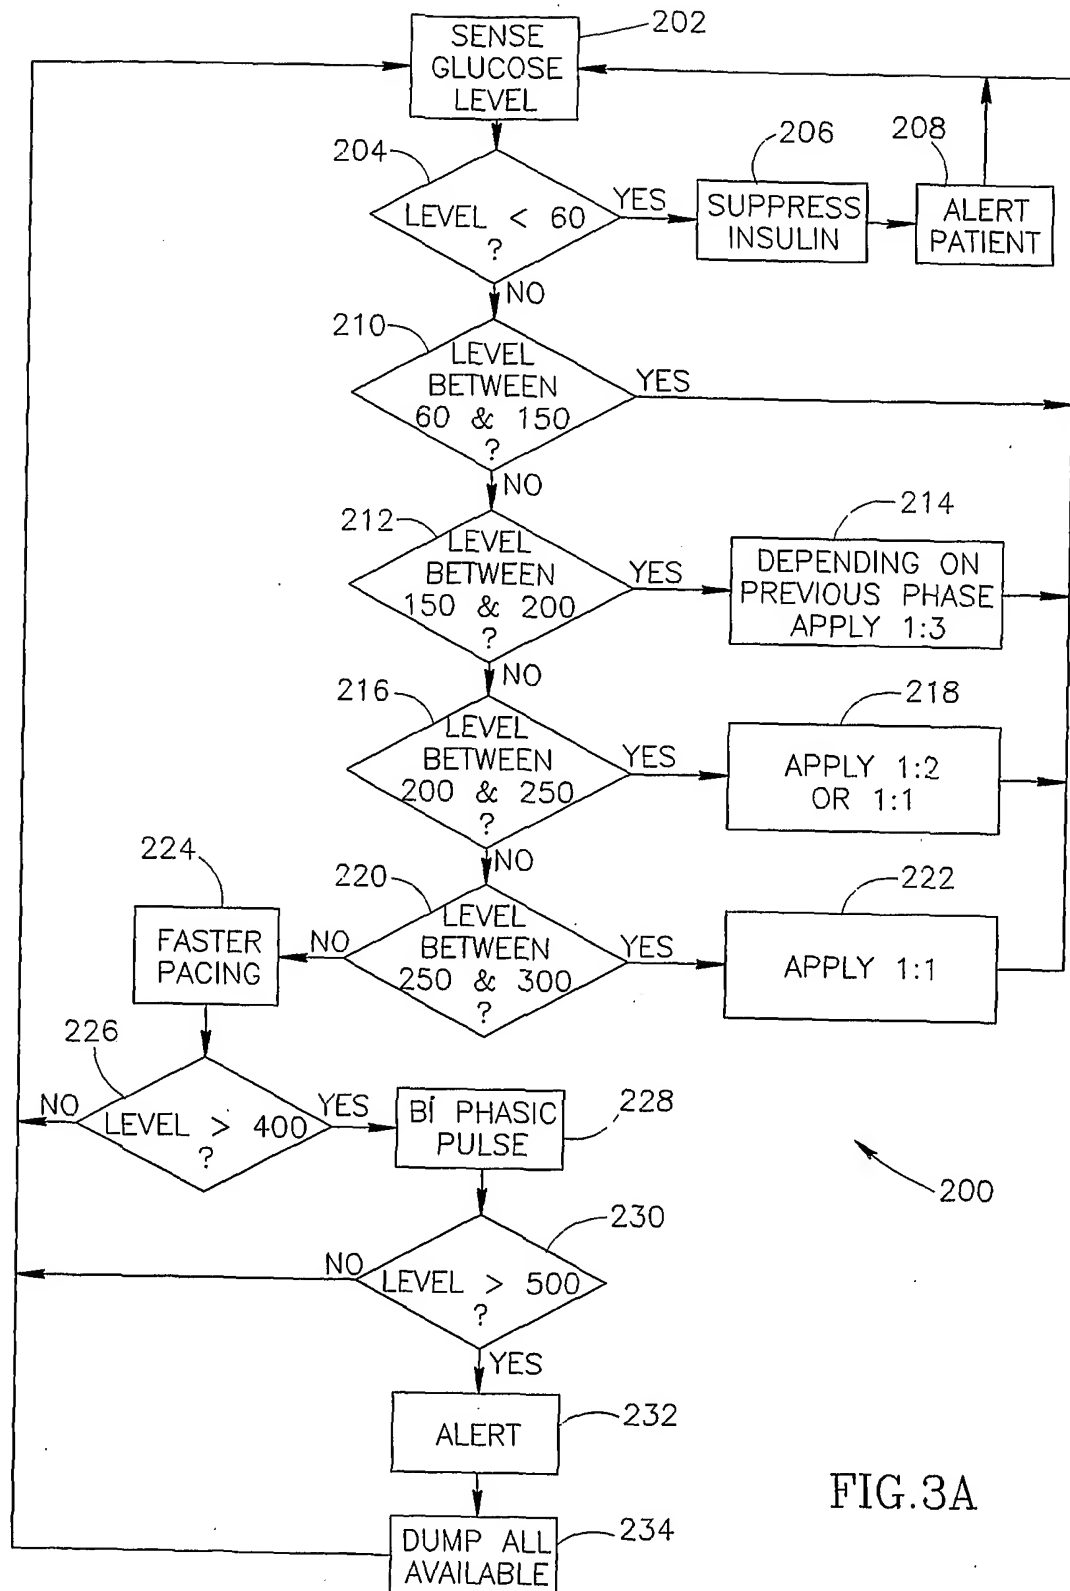 202
SENSE
GLUCOSE
LEVEL
204
206
208
LEVEL < 60
?
YES
SUPPRESS
INSULIN
ALERT
PATIENT
NO
210
LEVEL
BETWEEN
60 & 150
?
YES
NO
212
LEVEL
BETWEEN
150 & 200
?
YES
214
DEPENDING ON
PREVIOUS PHASE
APPLY 1:3
NO
216
LEVEL
BETWEEN
200 & 250
?
YES
218
APPLY 1:2
OR 1:1
NO
220
LEVEL
BETWEEN
250 & 300
?
YES
222
APPLY 1:1
NO
224
FASTER
PACING
226
LEVEL > 400
?
NO
YES
BI PHASIC
PULSE
228
200
230
LEVEL > 500
?
NO
YES
ALERT
232
DUMP ALL
AVAILABLE
234
FIG.3A